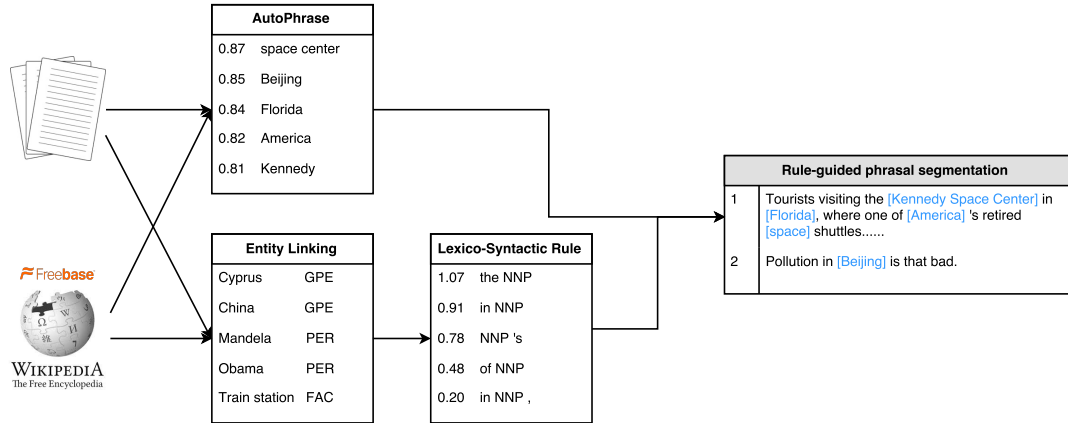 AutoPhrase
0.87 space center
0.85 Beijing
0.84 Florida
0.82 America
0.81 Kennedy
Freebase
WIKIPEDIA
The Free Encyclopedia
Entity Linking
Cyprus GPE
China GPE
Mandela PER
Obama PER
Train station FAC
Lexico-Syntactic Rule
1.07 the NNP
0.91 in NNP
0.78 NNP 's
0.48 of NNP
0.20 in NNP ,
Rule-guided phrasal segmentation
1 Tourists visiting the [Kennedy Space Center] in
[Florida], where one of [America] 's retired
[space] shuttles......
2 Pollution in [Beijing] is that bad.